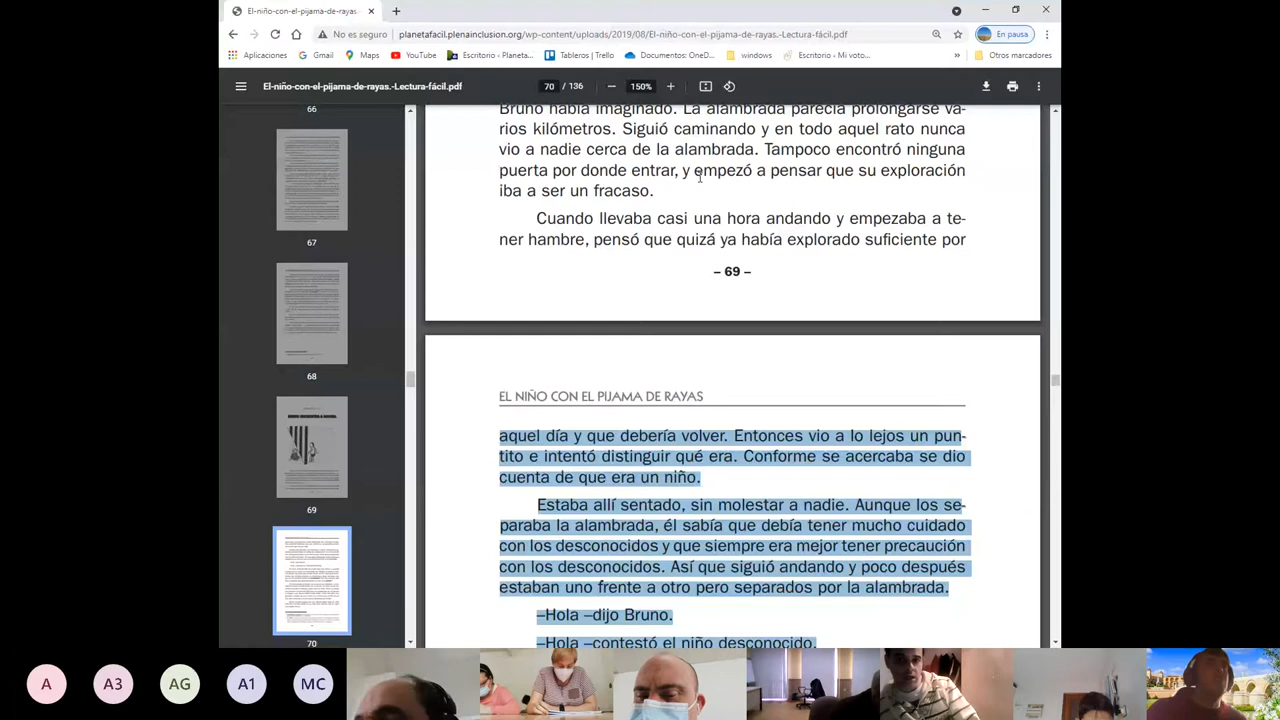 El-niño-con-el-pijama-de-rayas.-
No es seguro
planetafacil.plenainclusion.org/wp-content/uploads/2019/08/El-niño-con-el-pijama-de-rayas.-Lectura-fácil.pdf
En pausa
Aplicaciones Gmail Maps YouTube Escritorio < Planeta... Tableros | Trello Documentos: OneD... windows Escritorio ‹ Mi voto... » Otros marcadores
El-niño-con-el-pijama-de-rayas.-Lectura-fácil.pdf
70 / 136
150%
66
67
68
69
70
Bruno había imaginado. La alambrada parecía prolongarse va-
rios kilómetros. Siguió caminando y en todo aquel rato nunca
vio a nadie cerca de la alambrada. Tampoco encontró ninguna
puerta por donde entrar, y empezó a pensar que su exploración
iba a ser un fracaso.
Cuando llevaba casi una hora andando y empezaba a te-
ner hambre, pensó que quizá ya había explorado suficiente por
– 69 –
EL NIÑO CON EL PIJAMA DE RAYAS
aquel día y que debería volver. Entonces vio a lo lejos un pun-
tito e intentó distinguir qué era. Conforme se acercaba se dio
cuenta de que era un niño.
Estaba allí sentado, sin molestar a nadie. Aunque los se-
paraba la alambrada, él sabía que debía tener mucho cuidado
con los desconocidos y que siempre había que tener precaución
con los desconocidos. Así que siguió andando y poco después
estaban uno frente a otro pero separados por la alambrada.
–Hola –dijo Bruno.
–Hola –contestó el niño desconocido.
A A3 AG A1 MC